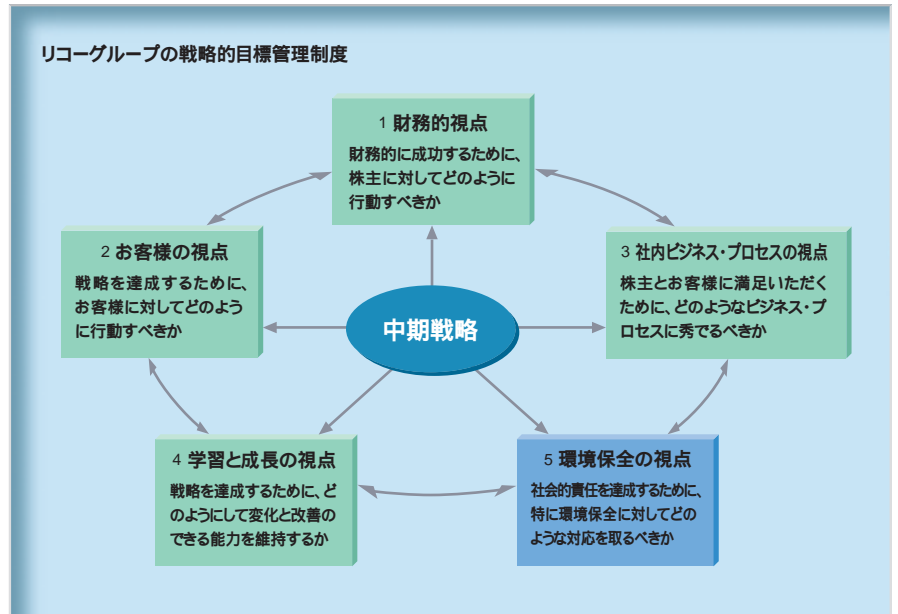 リコーグループの戦略的目標管理制度
1 財務的視点
財務的に成功するために、
株主に対してどのように
行動すべきか
2 お客様の視点
戦略を達成するために、
お客様に対してどのよう
に行動すべきか
3 社内ビジネス・プロセスの視点
株主とお客様に満足いただく
ために、どのようなビジネス・プ
ロセスに秀でるべきか
中期戦略
4 学習と成長の視点
戦略を達成するために、ど
のようにして変化と改善の
できる能力を維持するか
5 環境保全の視点
社会的責任を達成するために、
特に環境保全に対してどの
ような対応を取るべきか